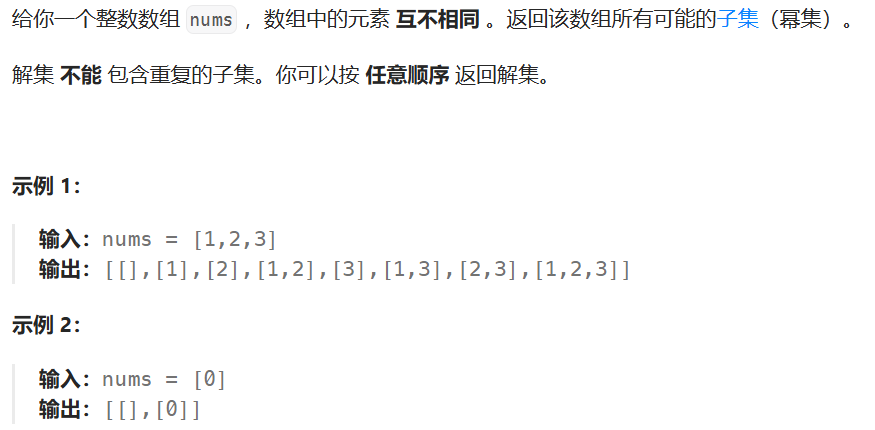 给你一个整数数组 nums ，数组中的元素 互不相同 。返回该数组所有可能的子集（幂集）。
解集 不能 包含重复的子集。你可以按 任意顺序 返回解集。
示例 1：
输入：nums = [1,2,3]
输出：[[],[1],[2],[1,2],[3],[1,3],[2,3],[1,2,3]]
示例 2：
输入：nums = [0]
输出：[[],[0]]